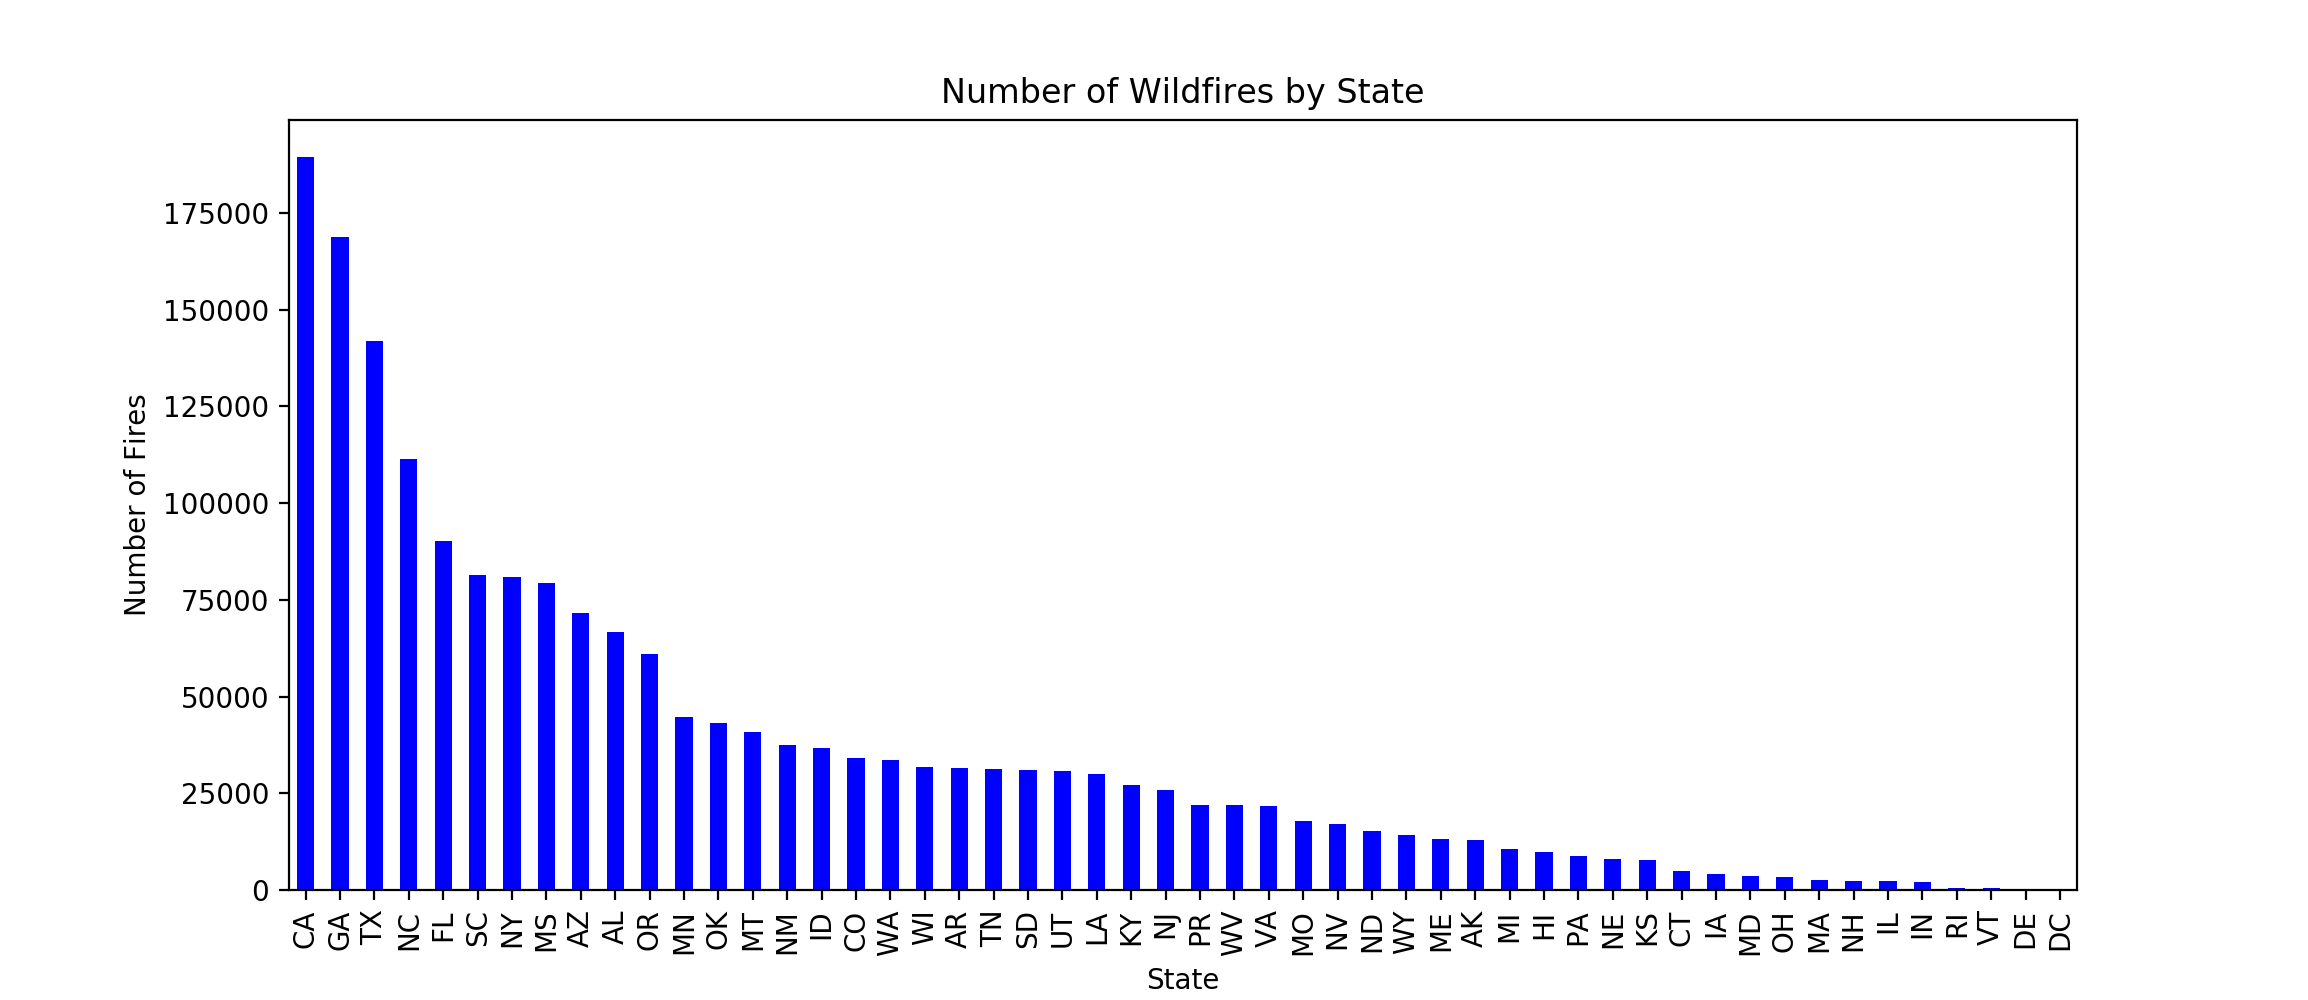 Number of Wildfires by State
Number of Fires
175000
150000
125000
100000
75000
50000
25000
0
CA GA TX NC FL SC NY MS AZ AL OR MN OK MT NM ID CO WA WI AR TN SD UT LA KY NJ PR WV VA MO NV ND WY ME AK MI HI PA NE KS CT IA MD OH MA NH IL IN RI VT DE DC
State